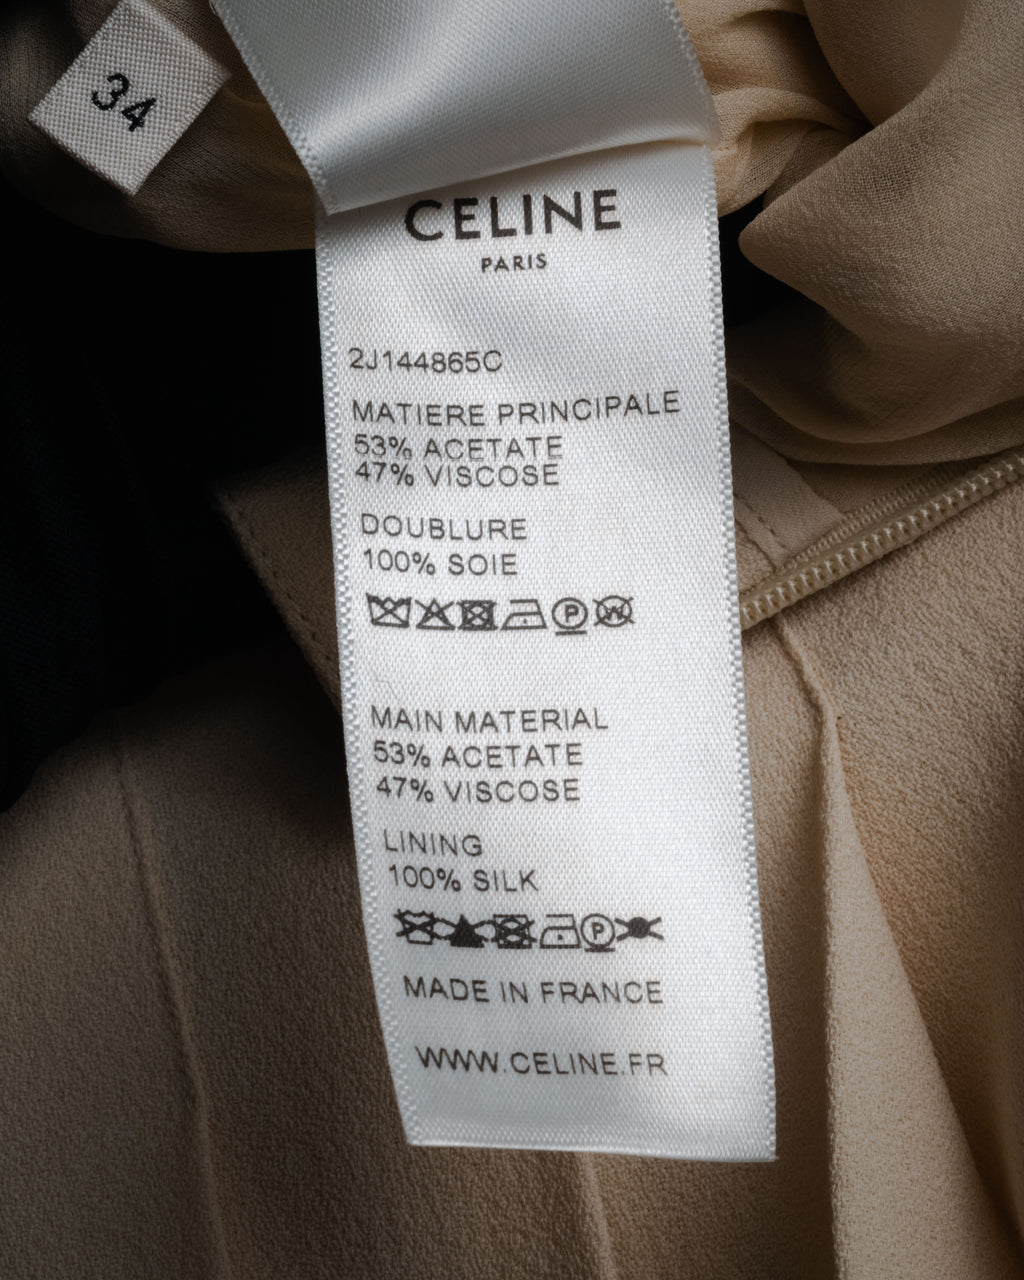 34
CELINE
PARIS
2J144865C
MATIERE PRINCIPALE
53% ACETATE
47% VISCOSE
DOUBLURE
100% SOIE
P W
MAIN MATERIAL
53% ACETATE
47% VISCOSE
LINING
100% SILK
P
MADE IN FRANCE
WWW.CELINE.FR